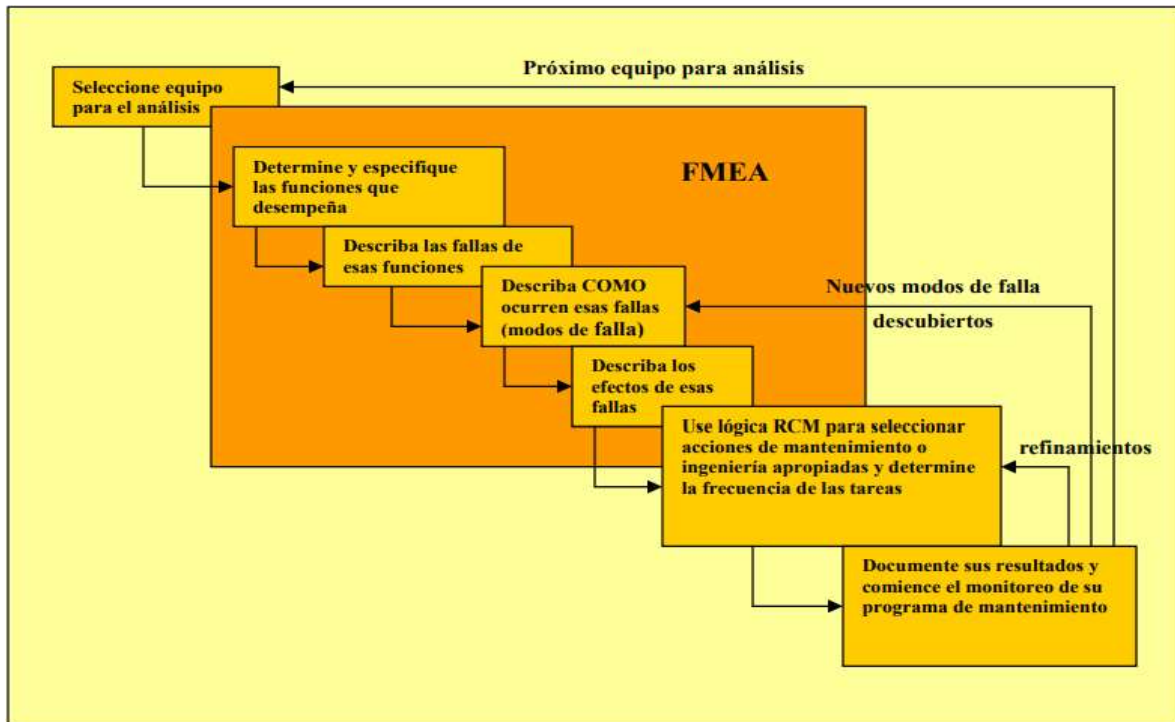 Próximo equipo para análisis
Seleccione equipo
para el análisis
FMEA
Determine y especifique
las funciones que
desempeña
Describa las fallas de
esas funciones
Describa COMO
ocurren esas fallas
(modos de falla)
Nuevos modos de falla
descubiertos
Describa los
efectos de esas
fallas
Use lógica RCM para seleccionar
acciones de mantenimiento o
ingeniería apropiadas y determine
la frecuencia de las tareas
refinamientos
Documente sus resultados y
comience el monitoreo de su
programa de mantenimiento